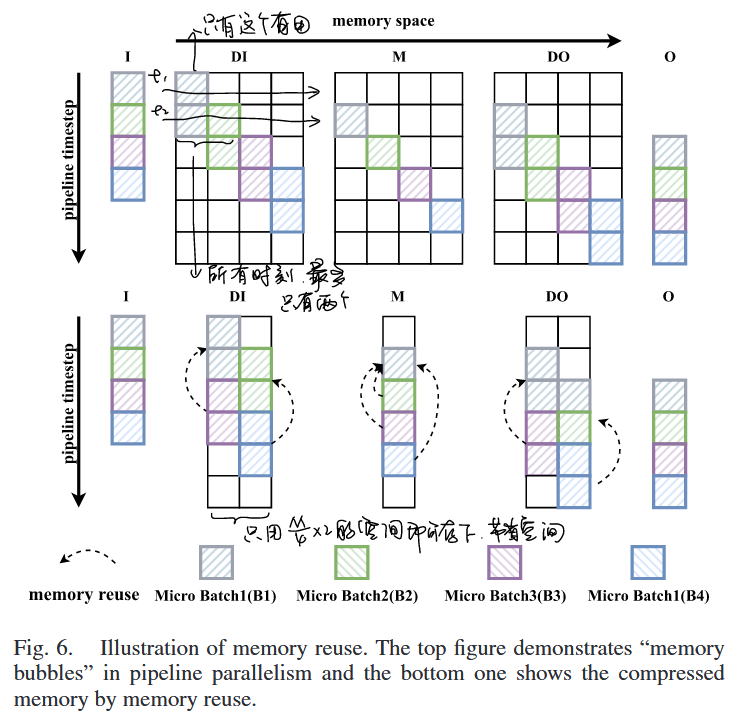 只有这个有用
memory space
I DI M DO O
t₁
t₂
pipeline timestep
所有时刻、最多
只有两个
I DI M DO O
pipeline timestep
只用 M/4 ×2 的空间即可存下、节省空间
memory reuse
Micro Batch1(B1) Micro Batch2(B2) Micro Batch3(B3) Micro Batch1(B4)
Fig. 6. Illustration of memory reuse. The top figure demonstrates “memory
bubbles” in pipeline parallelism and the bottom one shows the compressed
memory by memory reuse.